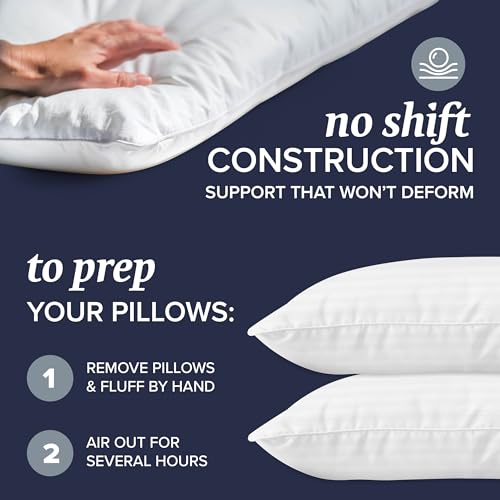 no shift
CONSTRUCTION
SUPPORT THAT WON'T DEFORM
to prep
YOUR PILLOWS:
1
REMOVE PILLOWS
& FLUFF BY HAND
2
AIR OUT FOR
SEVERAL HOURS